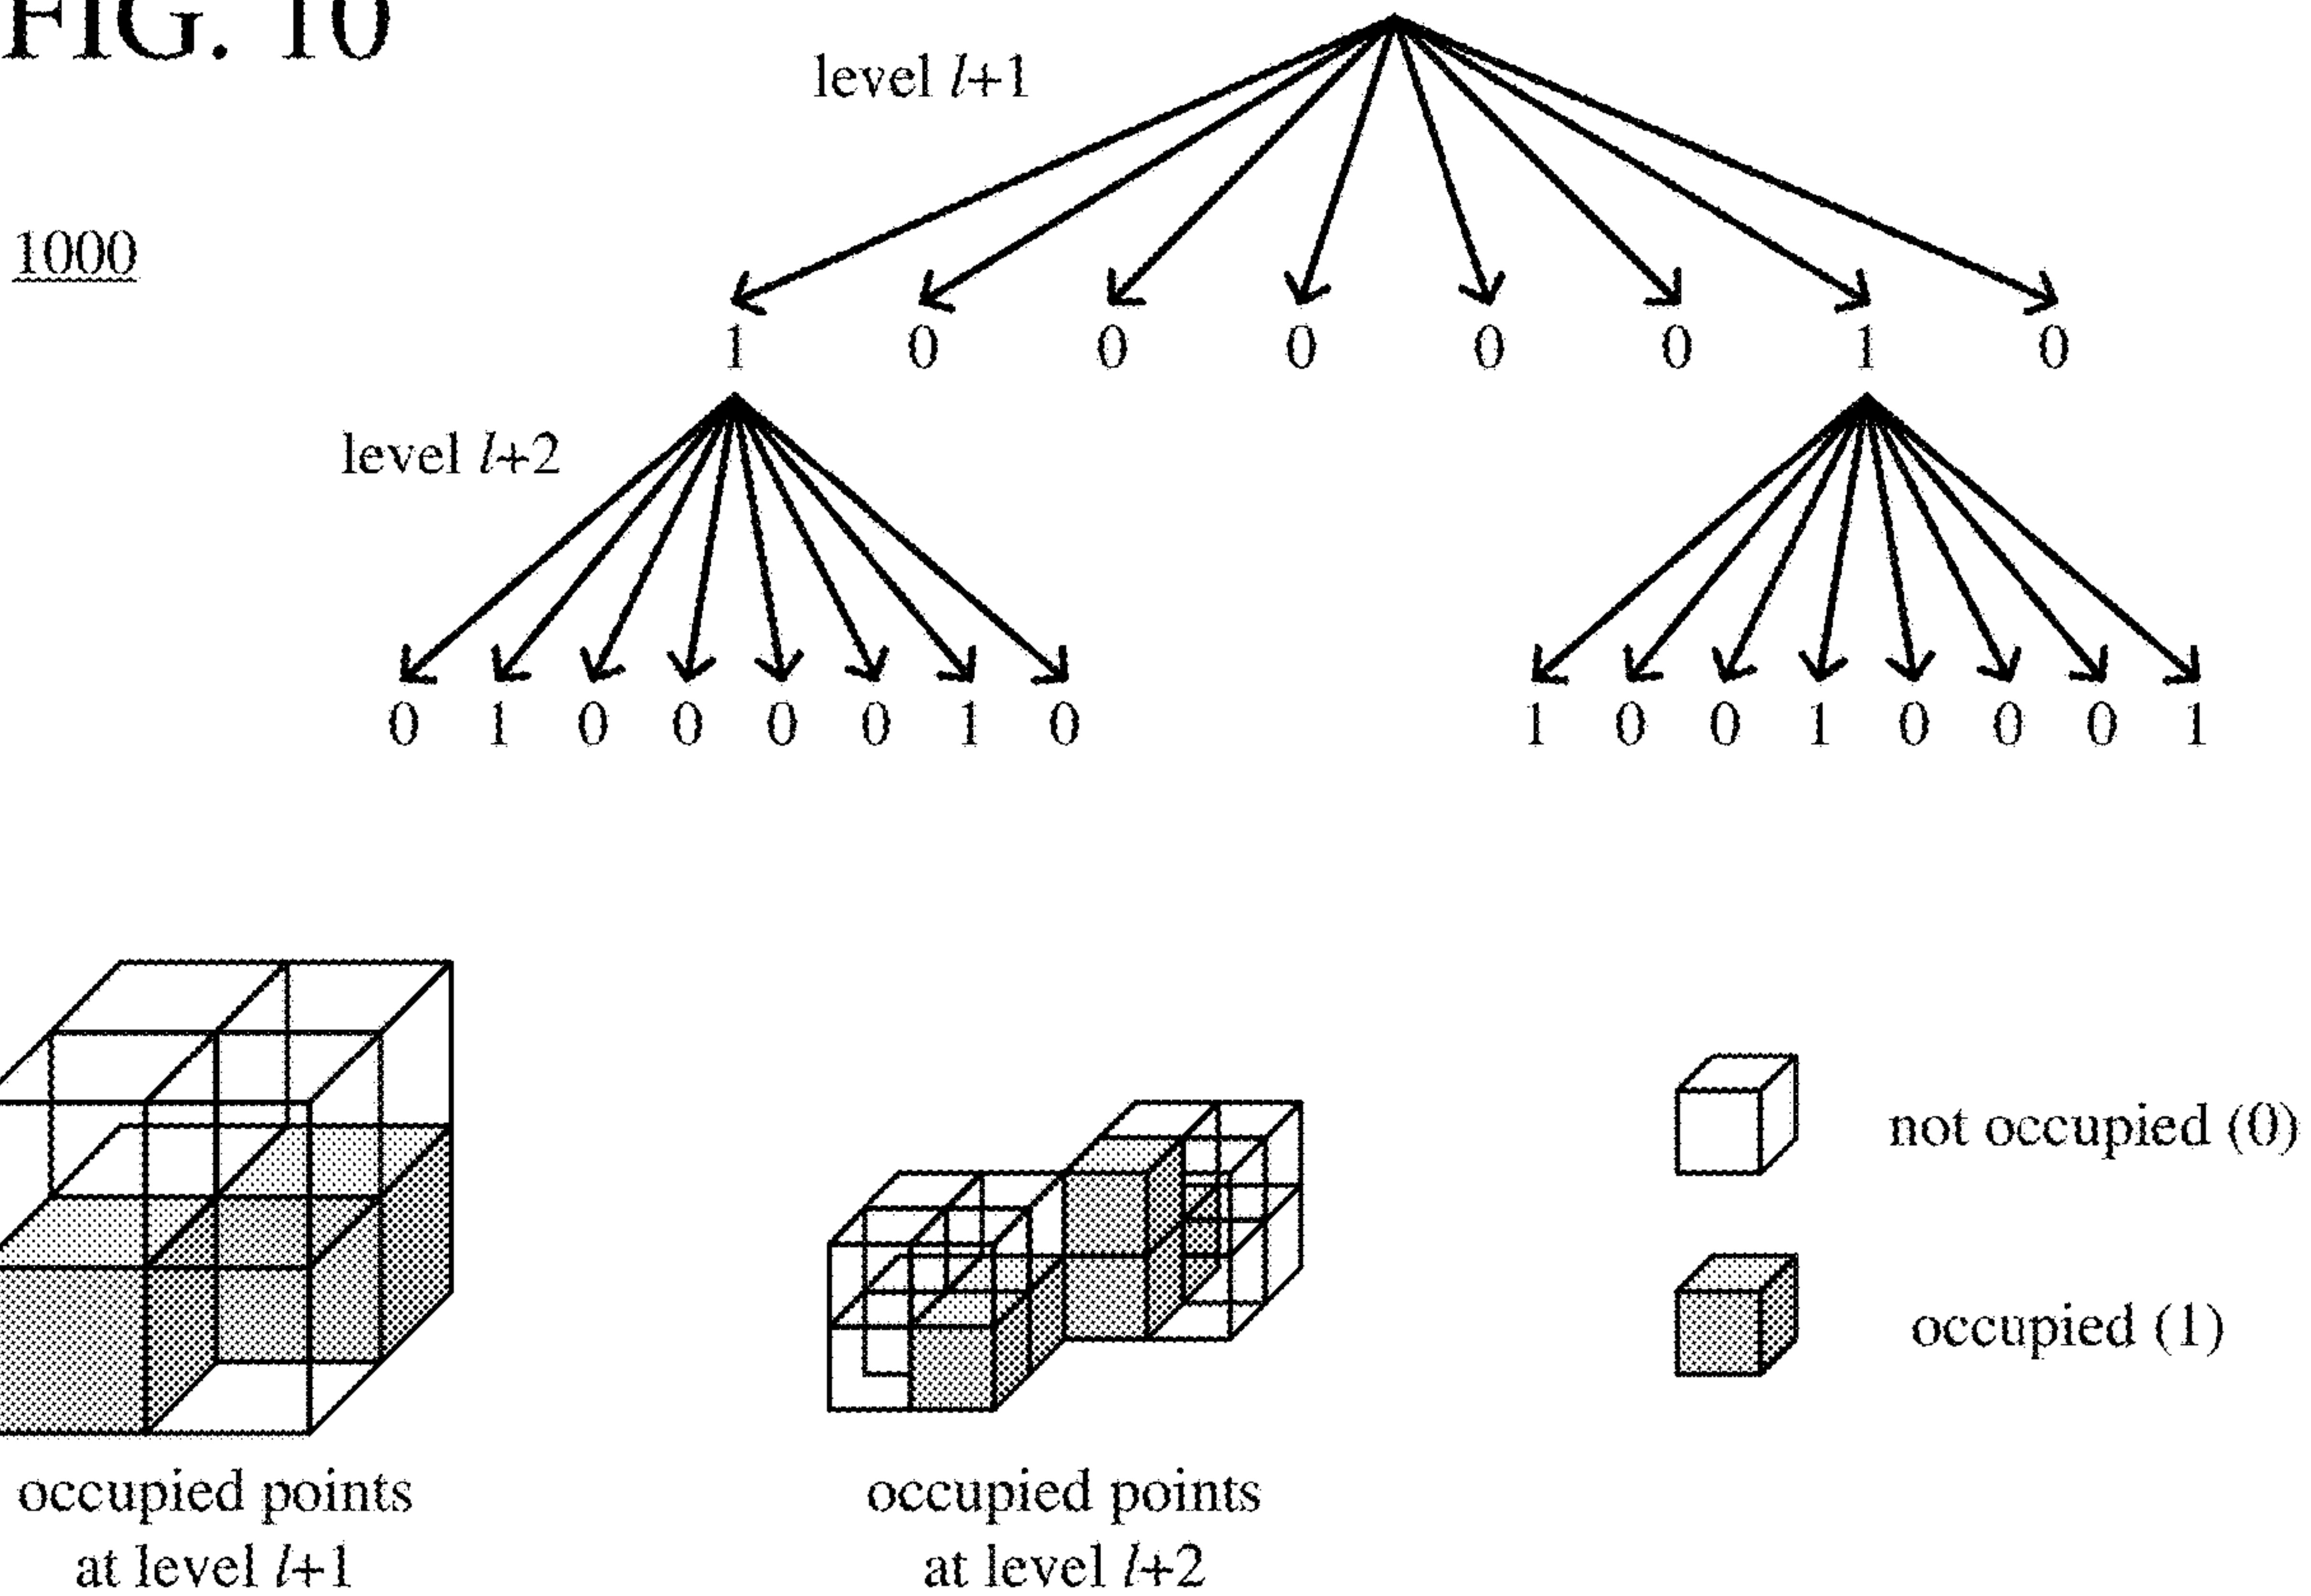 FIG. 10
level l+1
1000
1 0 0 0 0 0 1 0
level l+2
0 1 0 0 0 0 1 0
1 0 0 1 0 0 0 1
not occupied (0)
occupied (1)
occupied points
at level l+1
occupied points
at level l+2